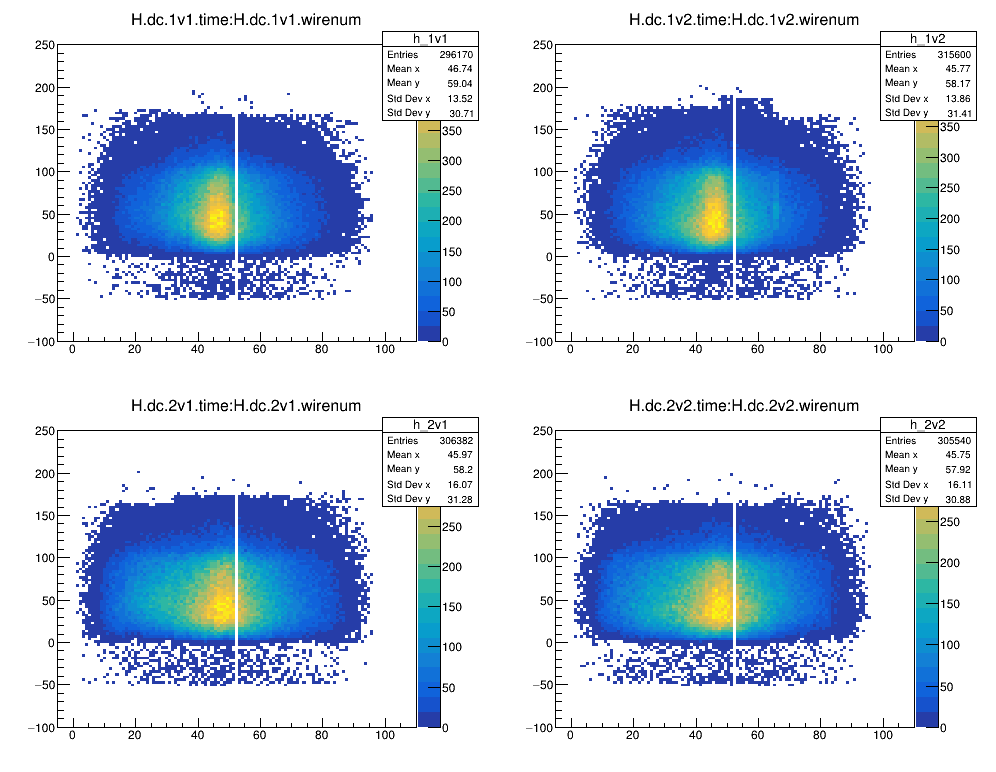 H.dc.1v1.time:H.dc.1v1.wirenum
h_1v1
Entries 296170
Mean x 46.74
Mean y 59.04
Std Dev x 13.52
Std Dev y 30.71
250
200
150
100
50
0
−50
−100
0 20 40 60 80 100
350
300
250
200
150
100
50
0
H.dc.1v2.time:H.dc.1v2.wirenum
h_1v2
Entries 315600
Mean x 45.77
Mean y 58.17
Std Dev x 13.86
Std Dev y 31.41
250
200
150
100
50
0
−50
−100
0 20 40 60 80 100
350
300
250
200
150
100
50
0
H.dc.2v1.time:H.dc.2v1.wirenum
h_2v1
Entries 306382
Mean x 45.97
Mean y 58.2
Std Dev x 16.07
Std Dev y 31.28
250
200
150
100
50
0
−50
−100
0 20 40 60 80 100
250
200
150
100
50
0
H.dc.2v2.time:H.dc.2v2.wirenum
h_2v2
Entries 305540
Mean x 45.75
Mean y 57.92
Std Dev x 16.11
Std Dev y 30.88
250
200
150
100
50
0
−50
−100
0 20 40 60 80 100
250
200
150
100
50
0